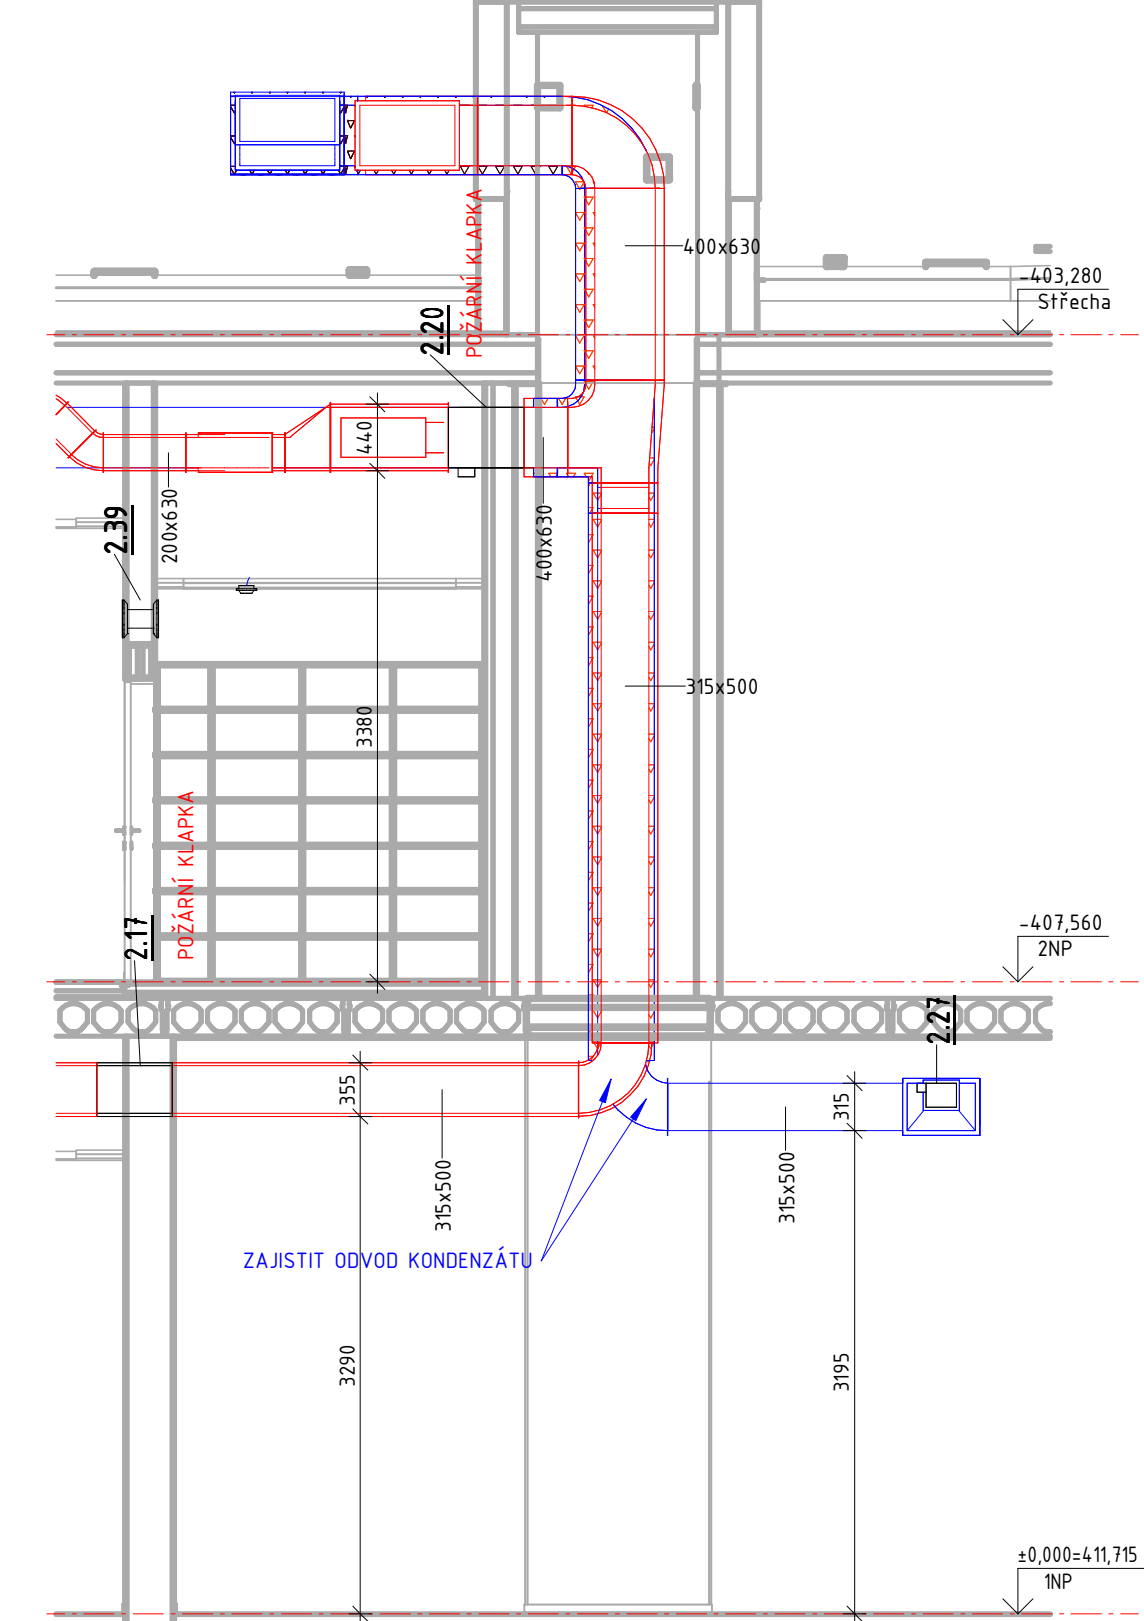 400x630
-403,280
Střecha
POŽÁRNÍ KLAPKA
2.20
440
200x630
2.39
400x630
315x500
3380
POŽÁRNÍ KLAPKA
2.17
-407,560
2NP
2.27
355
315
315x500
315x500
ZAJISTIT ODVOD KONDENZÁTU
3290
3195
±0,000=411,715
1NP